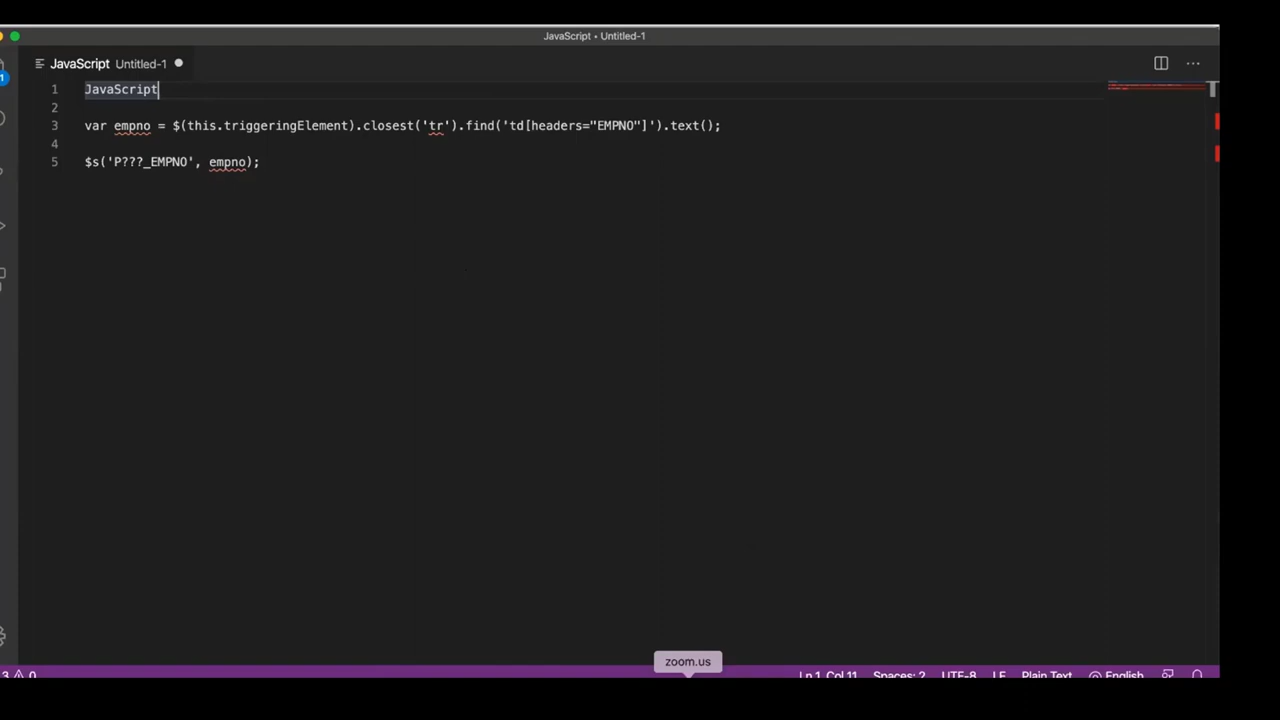 JavaScript • Untitled-1
JavaScript Untitled-1
1 JavaScript
2
3 var empno = $(this.triggeringElement).closest('tr').find('td[headers="EMPNO"]').text();
4
5 $s('P???_EMPNO', empno);
zoom.us
3 0 Ln 1, Col 11 Spaces: 2 UTF-8 LF Plain Text English